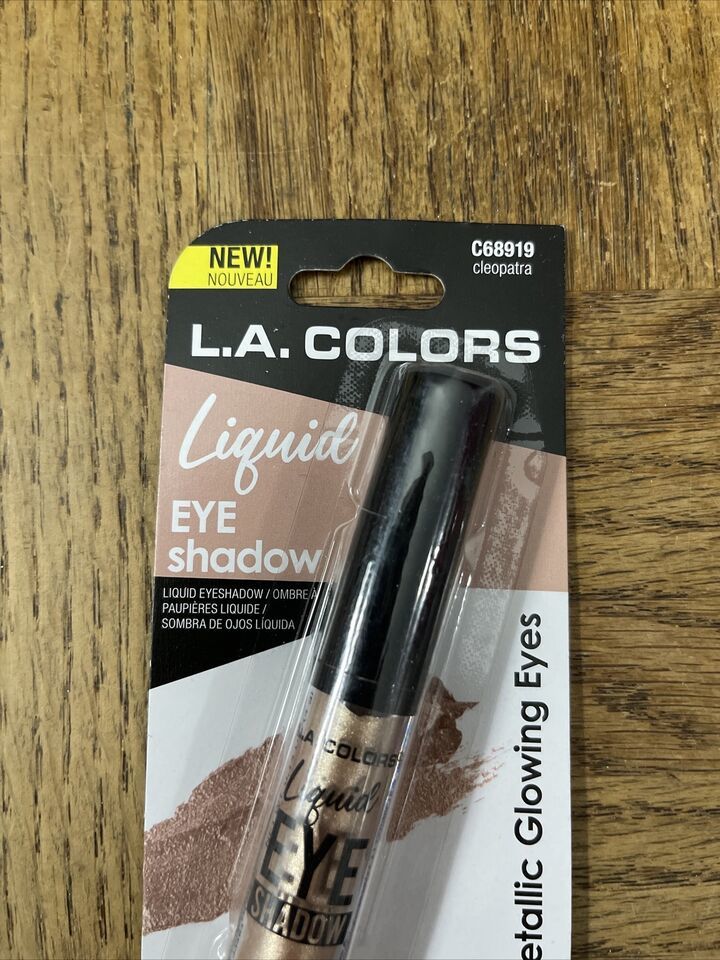 NEW!
NOUVEAU
C68919
cleopatra
L.A. COLORS
Liquid
EYE
shadow
LIQUID EYESHADOW / OMBRE À
PAUPIÈRES LIQUIDE /
SOMBRA DE OJOS LÍQUIDA
L.A. COLORS
Liquid
EYE
SHADOW
etallic Glowing Eyes